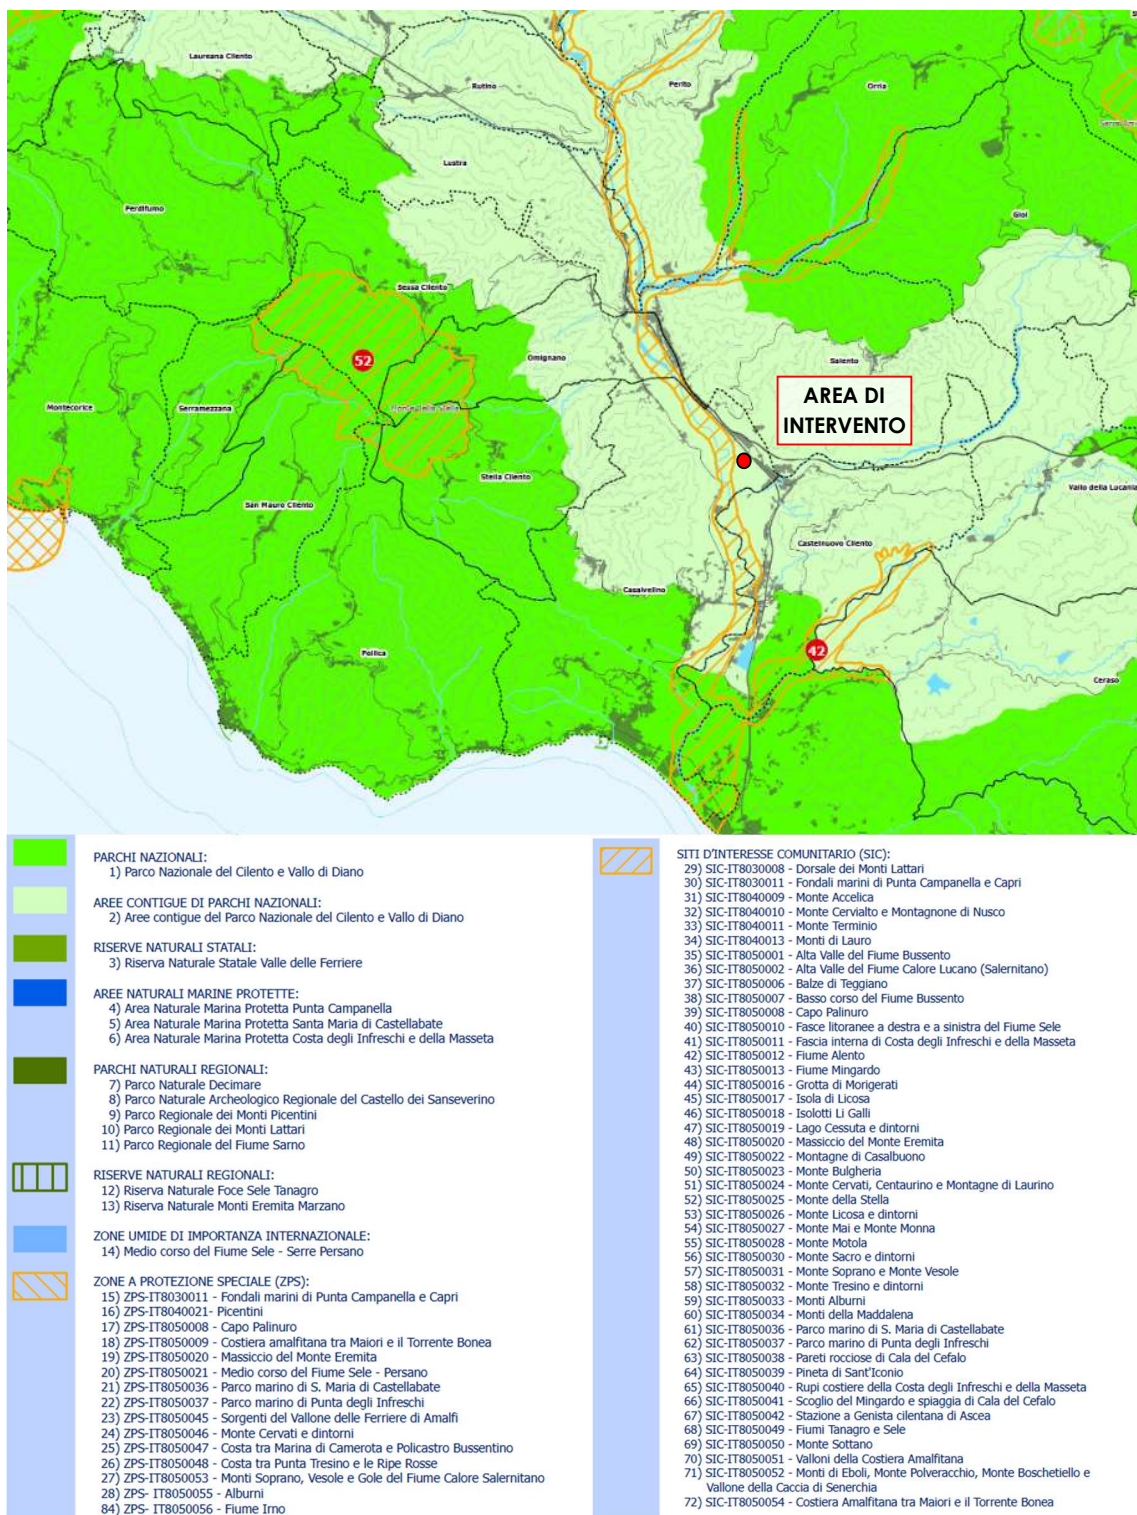 Laureana Cilento
Rutino
Perito
Orria
Lustra
Perdifumo
Gioi
Sessa Cilento
Omignano
Salento
52
AREA DI
INTERVENTO
Montecorice
Serramezzana
Monte della Stella
Stella Cilento
Vallo della Lucania
San Mauro Cilento
Castelnuovo Cilento
Casalvelino
Pollica
42
Ceraso
PARCHI NAZIONALI:
1) Parco Nazionale del Cilento e Vallo di Diano
AREE CONTIGUE DI PARCHI NAZIONALI:
2) Aree contigue del Parco Nazionale del Cilento e Vallo di Diano
RISERVE NATURALI STATALI:
3) Riserva Naturale Statale Valle delle Ferriere
AREE NATURALI MARINE PROTETTE:
4) Area Naturale Marina Protetta Punta Campanella
5) Area Naturale Marina Protetta Santa Maria di Castellabate
6) Area Naturale Marina Protetta Costa degli Infreschi e della Masseta
PARCHI NATURALI REGIONALI:
7) Parco Naturale Decimare
8) Parco Naturale Archeologico Regionale del Castello dei Sanseverino
9) Parco Regionale dei Monti Picentini
10) Parco Regionale dei Monti Lattari
11) Parco Regionale del Fiume Sarno
RISERVE NATURALI REGIONALI:
12) Riserva Naturale Foce Sele Tanagro
13) Riserva Naturale Monti Eremita Marzano
ZONE UMIDE DI IMPORTANZA INTERNAZIONALE:
14) Medio corso del Fiume Sele - Serre Persano
ZONE A PROTEZIONE SPECIALE (ZPS):
15) ZPS-IT8030011 - Fondali marini di Punta Campanella e Capri
16) ZPS-IT8040021- Picentini
17) ZPS-IT8050008 - Capo Palinuro
18) ZPS-IT8050009 - Costiera amalfitana tra Maiori e il Torrente Bonea
19) ZPS-IT8050020 - Massiccio del Monte Eremita
20) ZPS-IT8050021 - Medio corso del Fiume Sele - Persano
21) ZPS-IT8050036 - Parco marino di S. Maria di Castellabate
22) ZPS-IT8050037 - Parco marino di Punta degli Infreschi
23) ZPS-IT8050045 - Sorgenti del Vallone delle Ferriere di Amalfi
24) ZPS-IT8050046 - Monte Cervati e dintorni
25) ZPS-IT8050047 - Costa tra Marina di Camerota e Policastro Bussentino
26) ZPS-IT8050048 - Costa tra Punta Tresino e le Ripe Rosse
27) ZPS-IT8050053 - Monti Soprano, Vesole e Gole del Fiume Calore Salernitano
28) ZPS- IT8050055 - Alburni
84) ZPS- IT8050056 - Fiume Irno
SITI D'INTERESSE COMUNITARIO (SIC):
29) SIC-IT8030008 - Dorsale dei Monti Lattari
30) SIC-IT8030011 - Fondali marini di Punta Campanella e Capri
31) SIC-IT8040009 - Monte Accelica
32) SIC-IT8040010 - Monte Cervialto e Montagnone di Nusco
33) SIC-IT8040011 - Monte Terminio
34) SIC-IT8040013 - Monti di Lauro
35) SIC-IT8050001 - Alta Valle del Fiume Bussento
36) SIC-IT8050002 - Alta Valle del Fiume Calore Lucano (Salernitano)
37) SIC-IT8050006 - Balze di Teggiano
38) SIC-IT8050007 - Basso corso del Fiume Bussento
39) SIC-IT8050008 - Capo Palinuro
40) SIC-IT8050010 - Fasce litoranee a destra e a sinistra del Fiume Sele
41) SIC-IT8050011 - Fascia interna di Costa degli Infreschi e della Masseta
42) SIC-IT8050012 - Fiume Alento
43) SIC-IT8050013 - Fiume Mingardo
44) SIC-IT8050016 - Grotta di Morigerati
45) SIC-IT8050017 - Isola di Licosa
46) SIC-IT8050018 - Isolotti Li Galli
47) SIC-IT8050019 - Lago Cessuta e dintorni
48) SIC-IT8050020 - Massiccio del Monte Eremita
49) SIC-IT8050022 - Montagne di Casalbuono
50) SIC-IT8050023 - Monte Bulgheria
51) SIC-IT8050024 - Monte Cervati, Centaurino e Montagne di Laurino
52) SIC-IT8050025 - Monte della Stella
53) SIC-IT8050026 - Monte Licosa e dintorni
54) SIC-IT8050027 - Monte Mai e Monte Monna
55) SIC-IT8050028 - Monte Motola
56) SIC-IT8050030 - Monte Sacro e dintorni
57) SIC-IT8050031 - Monte Soprano e Monte Vesole
58) SIC-IT8050032 - Monte Tresino e dintorni
59) SIC-IT8050033 - Monti Alburni
60) SIC-IT8050034 - Monti della Maddalena
61) SIC-IT8050036 - Parco marino di S. Maria di Castellabate
62) SIC-IT8050037 - Parco marino di Punta degli Infreschi
63) SIC-IT8050038 - Pareti rocciose di Cala del Cefalo
64) SIC-IT8050039 - Pineta di Sant'Iconio
65) SIC-IT8050040 - Rupi costiere della Costa degli Infreschi e della Masseta
66) SIC-IT8050041 - Scoglio del Mingardo e spiaggia di Cala del Cefalo
67) SIC-IT8050042 - Stazione a Genista cilentana di Ascea
68) SIC-IT8050049 - Fiumi Tanagro e Sele
69) SIC-IT8050050 - Monte Sottano
70) SIC-IT8050051 - Valloni della Costiera Amalfitana
71) SIC-IT8050052 - Monti di Eboli, Monte Polveracchio, Monte Boschetiello e
Vallone della Caccia di Senerchia
72) SIC-IT8050054 - Costiera Amalfitana tra Maiori e il Torrente Bonea